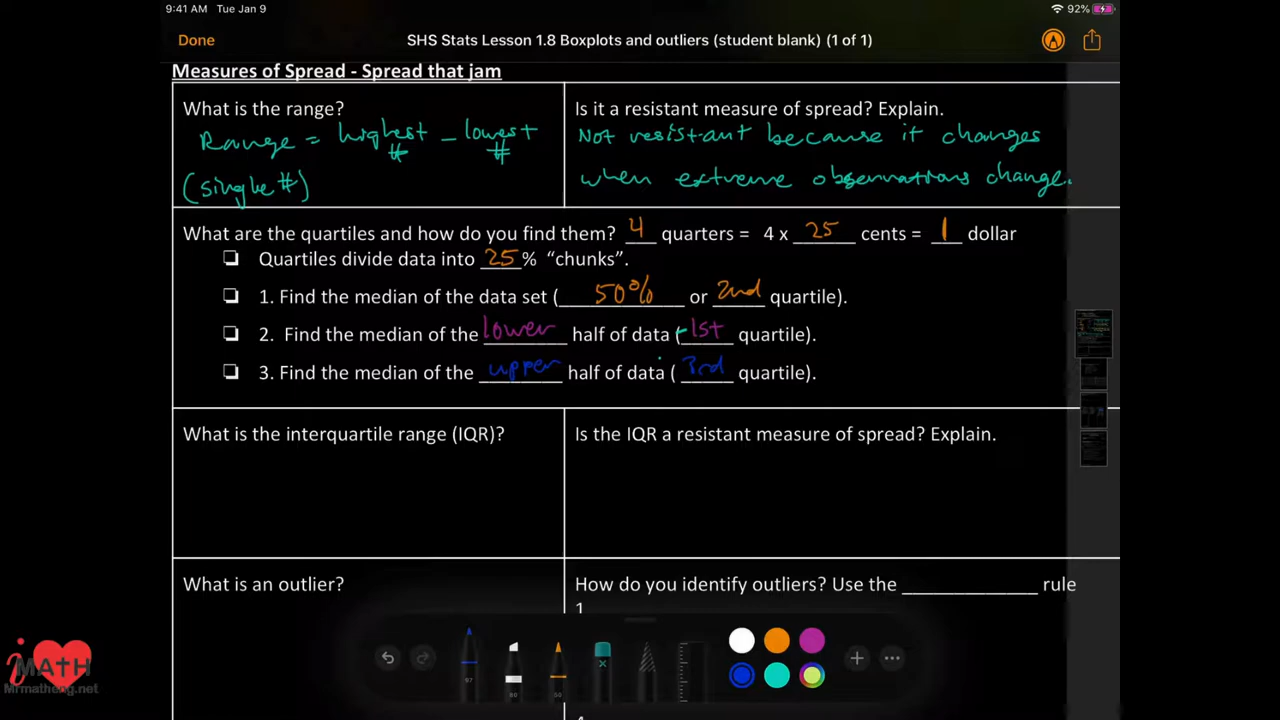 9:41 AM Tue Jan 9
92%
Done
SHS Stats Lesson 1.8 Boxplots and outliers (student blank) (1 of 1)
Measures of Spread - Spread that jam
What is the range?
Range = highest # - lowest #
(single #)
Is it a resistant measure of spread? Explain.
Not resistant because it changes
when extreme observations change.
What are the quartiles and how do you find them? 4 quarters = 4 x 25 cents = 1 dollar
Quartiles divide data into 25% “chunks”.
1. Find the median of the data set (50% or 2nd quartile).
2. Find the median of the lower half of data (1st quartile).
3. Find the median of the upper half of data (3rd quartile).
What is the interquartile range (IQR)?
Is the IQR a resistant measure of spread? Explain.
What is an outlier?
How do you identify outliers? Use the ______________ rule
1
97 80 50
i MATH
Mrmatheng.net